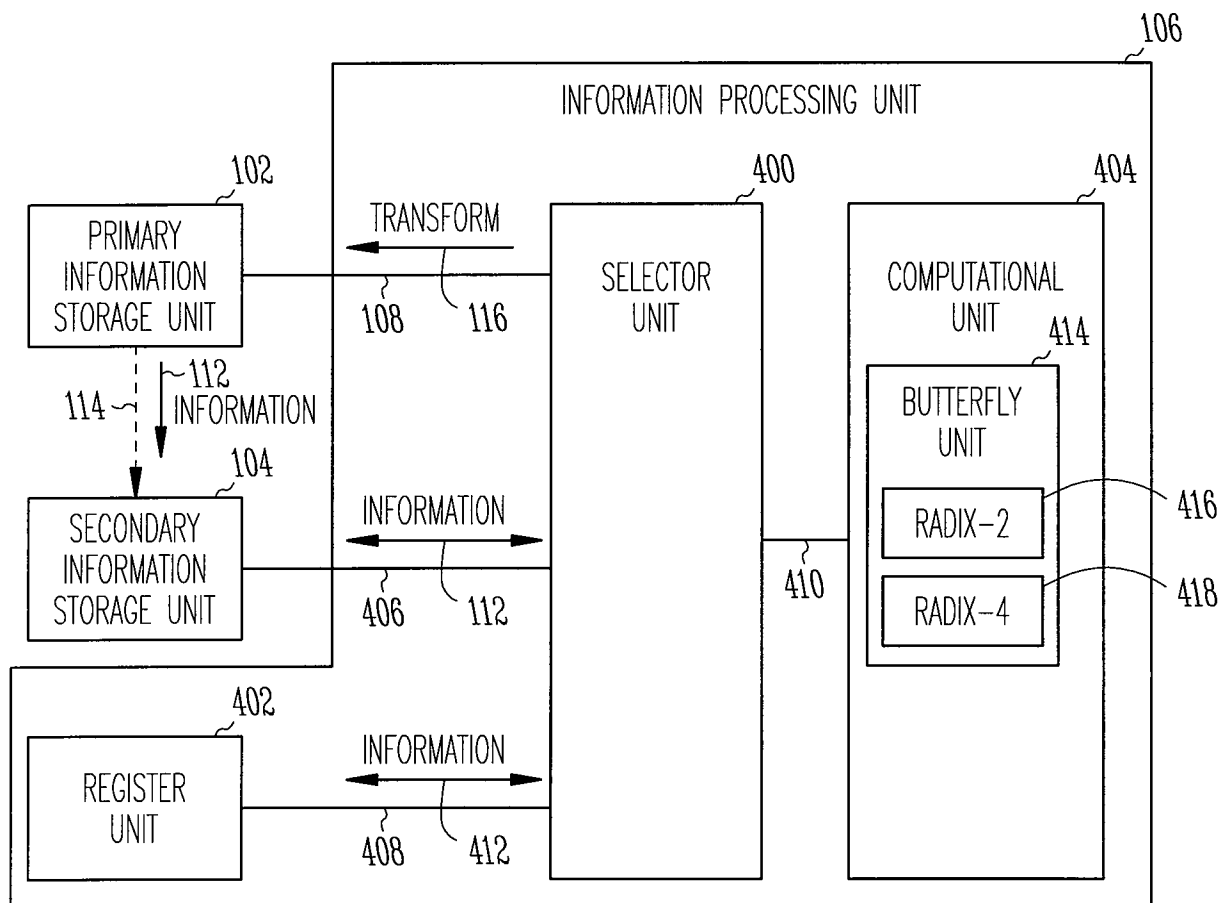 106
INFORMATION PROCESSING UNIT
102
400
404
PRIMARY
INFORMATION
STORAGE UNIT
TRANSFORM
108
116
SELECTOR
UNIT
COMPUTATIONAL
UNIT
414
114
112
INFORMATION
BUTTERFLY
UNIT
104
SECONDARY
INFORMATION
STORAGE UNIT
INFORMATION
406
112
410
RADIX-2
416
RADIX-4
418
402
REGISTER
UNIT
INFORMATION
408
412